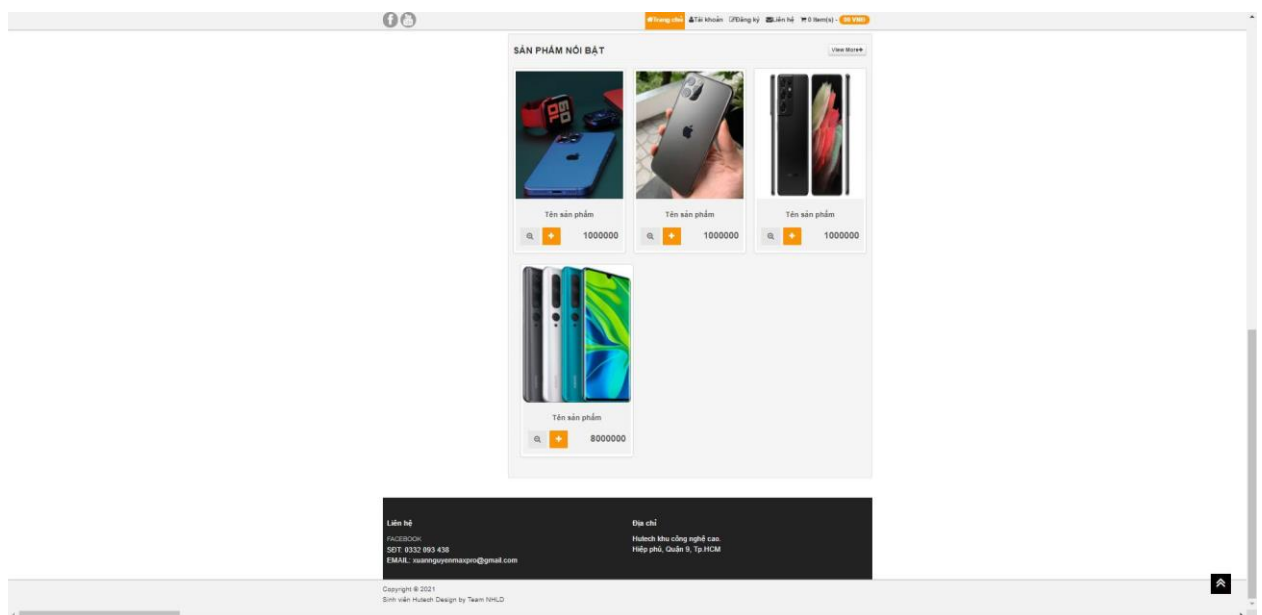 Trang chủ Tài khoản Đăng ký Liên hệ 0 Item(s) -
SẢN PHẨM NỔI BẬT
View More
Tên sản phẩm Tên sản phẩm Tên sản phẩm
1000000 1000000 1000000
Tên sản phẩm
8000000
Liên hệ
FACEBOOK
SĐT: 0332 093 438
EMAIL: xuannguyenmaxpro@gmail.com
Địa chỉ
Hutech khu công nghệ cao.
Hiệp phú, Quận 9, Tp.HCM
Copyright © 2021
Sinh viên Hutech Design by Team NHLD